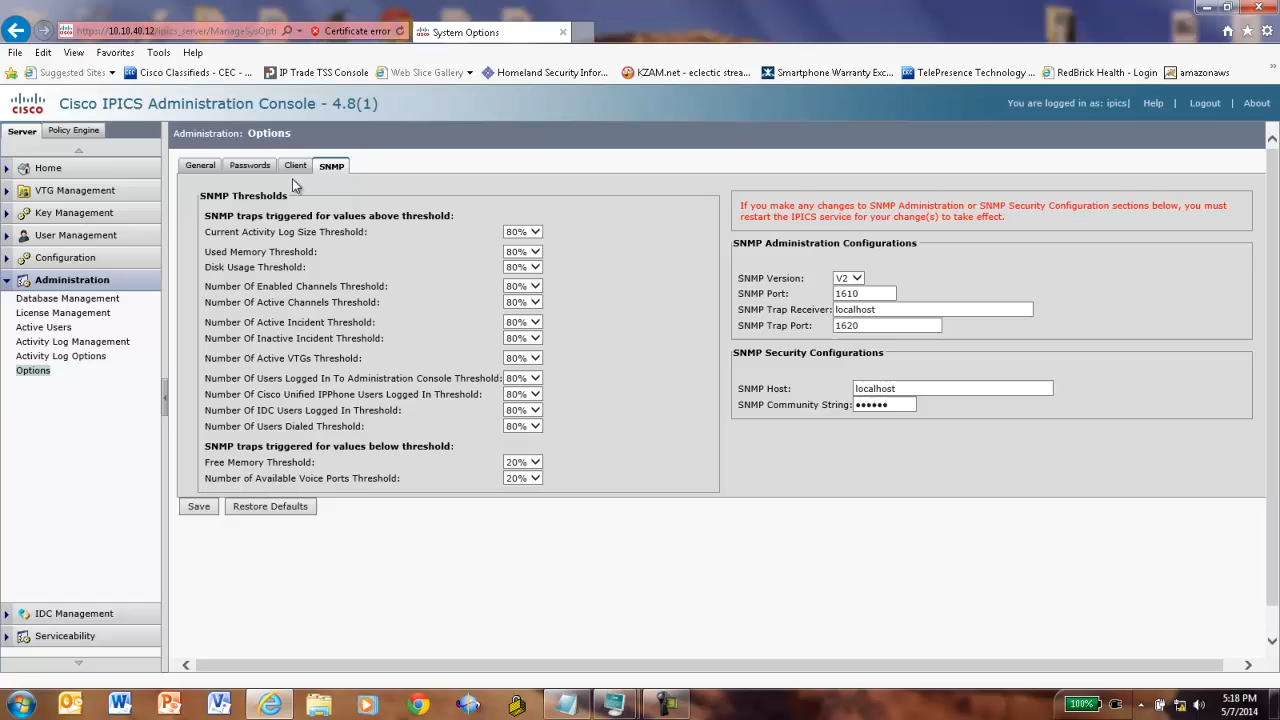 https://10.10.40.12/ipics_server/ManageSysOpti
Certificate error
System Options
File Edit View Favorites Tools Help
Suggested Sites
Cisco Classifieds - CEC - ...
IP Trade TSS Console
Web Slice Gallery
Homeland Security Infor...
KZAM.net - eclectic strea...
Smartphone Warranty Exc...
TelePresence Technology ...
RedBrick Health - Login
amazonaws
CISCO
Cisco IPICS Administration Console - 4.8(1)
You are logged in as: ipics| Help Logout About
Server Policy Engine
Administration: Options
Home
VTG Management
Key Management
User Management
Configuration
Administration
Database Management
License Management
Active Users
Activity Log Management
Activity Log Options
Options
IDC Management
Serviceability
General Passwords Client SNMP
SNMP Thresholds
SNMP traps triggered for values above threshold:
Current Activity Log Size Threshold: 80%
Used Memory Threshold: 80%
Disk Usage Threshold: 80%
Number Of Enabled Channels Threshold: 80%
Number Of Active Channels Threshold: 80%
Number Of Active Incident Threshold: 80%
Number Of Inactive Incident Threshold: 80%
Number Of Active VTGs Threshold: 80%
Number Of Users Logged In To Administration Console Threshold: 80%
Number Of Cisco Unified IPPhone Users Logged In Threshold: 80%
Number Of IDC Users Logged In Threshold: 80%
Number Of Users Dialed Threshold: 80%
SNMP traps triggered for values below threshold:
Free Memory Threshold: 20%
Number of Available Voice Ports Threshold: 20%
Save Restore Defaults
If you make any changes to SNMP Administration or SNMP Security Configuration sections below, you must
restart the IPICS service for your change(s) to take effect.
SNMP Administration Configurations
SNMP Version: V2
SNMP Port: 1610
SNMP Trap Receiver: localhost
SNMP Trap Port: 1620
SNMP Security Configurations
SNMP Host: localhost
SNMP Community String: ••••••
100%
5:18 PM
5/7/2014